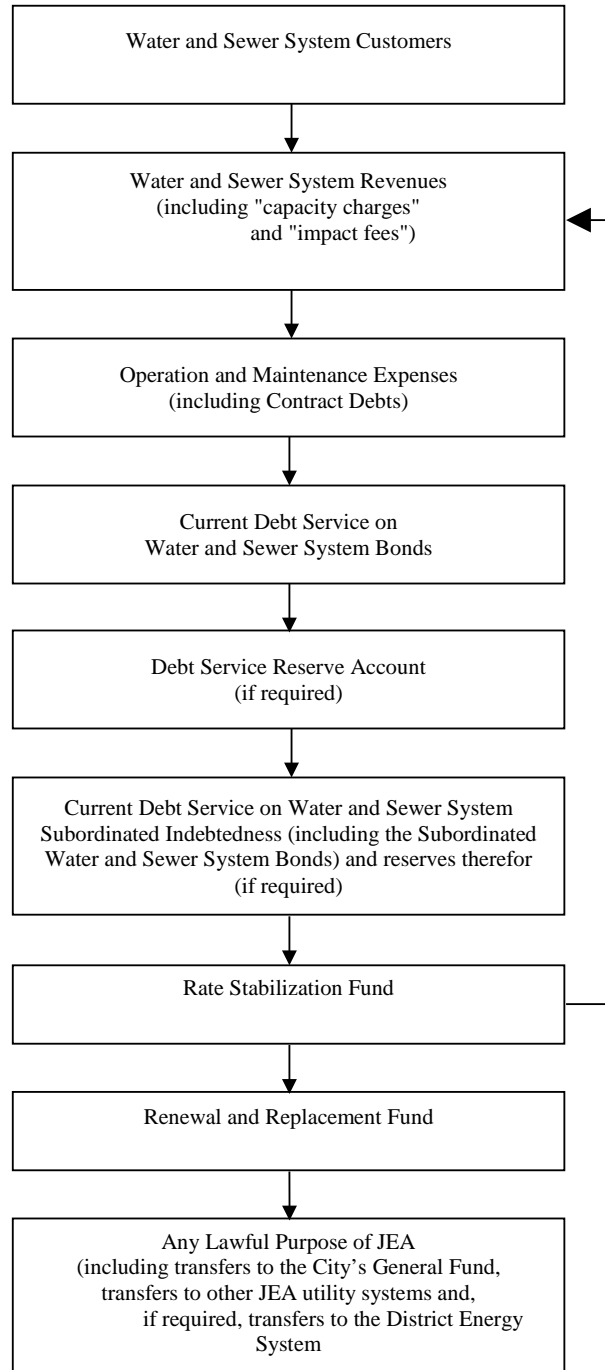 Water and Sewer System Customers
Water and Sewer System Revenues
(including "capacity charges"
and "impact fees")
Operation and Maintenance Expenses
(including Contract Debts)
Current Debt Service on
Water and Sewer System Bonds
Debt Service Reserve Account
(if required)
Current Debt Service on Water and Sewer System
Subordinated Indebtedness (including the Subordinated
Water and Sewer System Bonds) and reserves therefor
(if required)
Rate Stabilization Fund
Renewal and Replacement Fund
Any Lawful Purpose of JEA
(including transfers to the City’s General Fund,
transfers to other JEA utility systems and,
if required, transfers to the District Energy
System